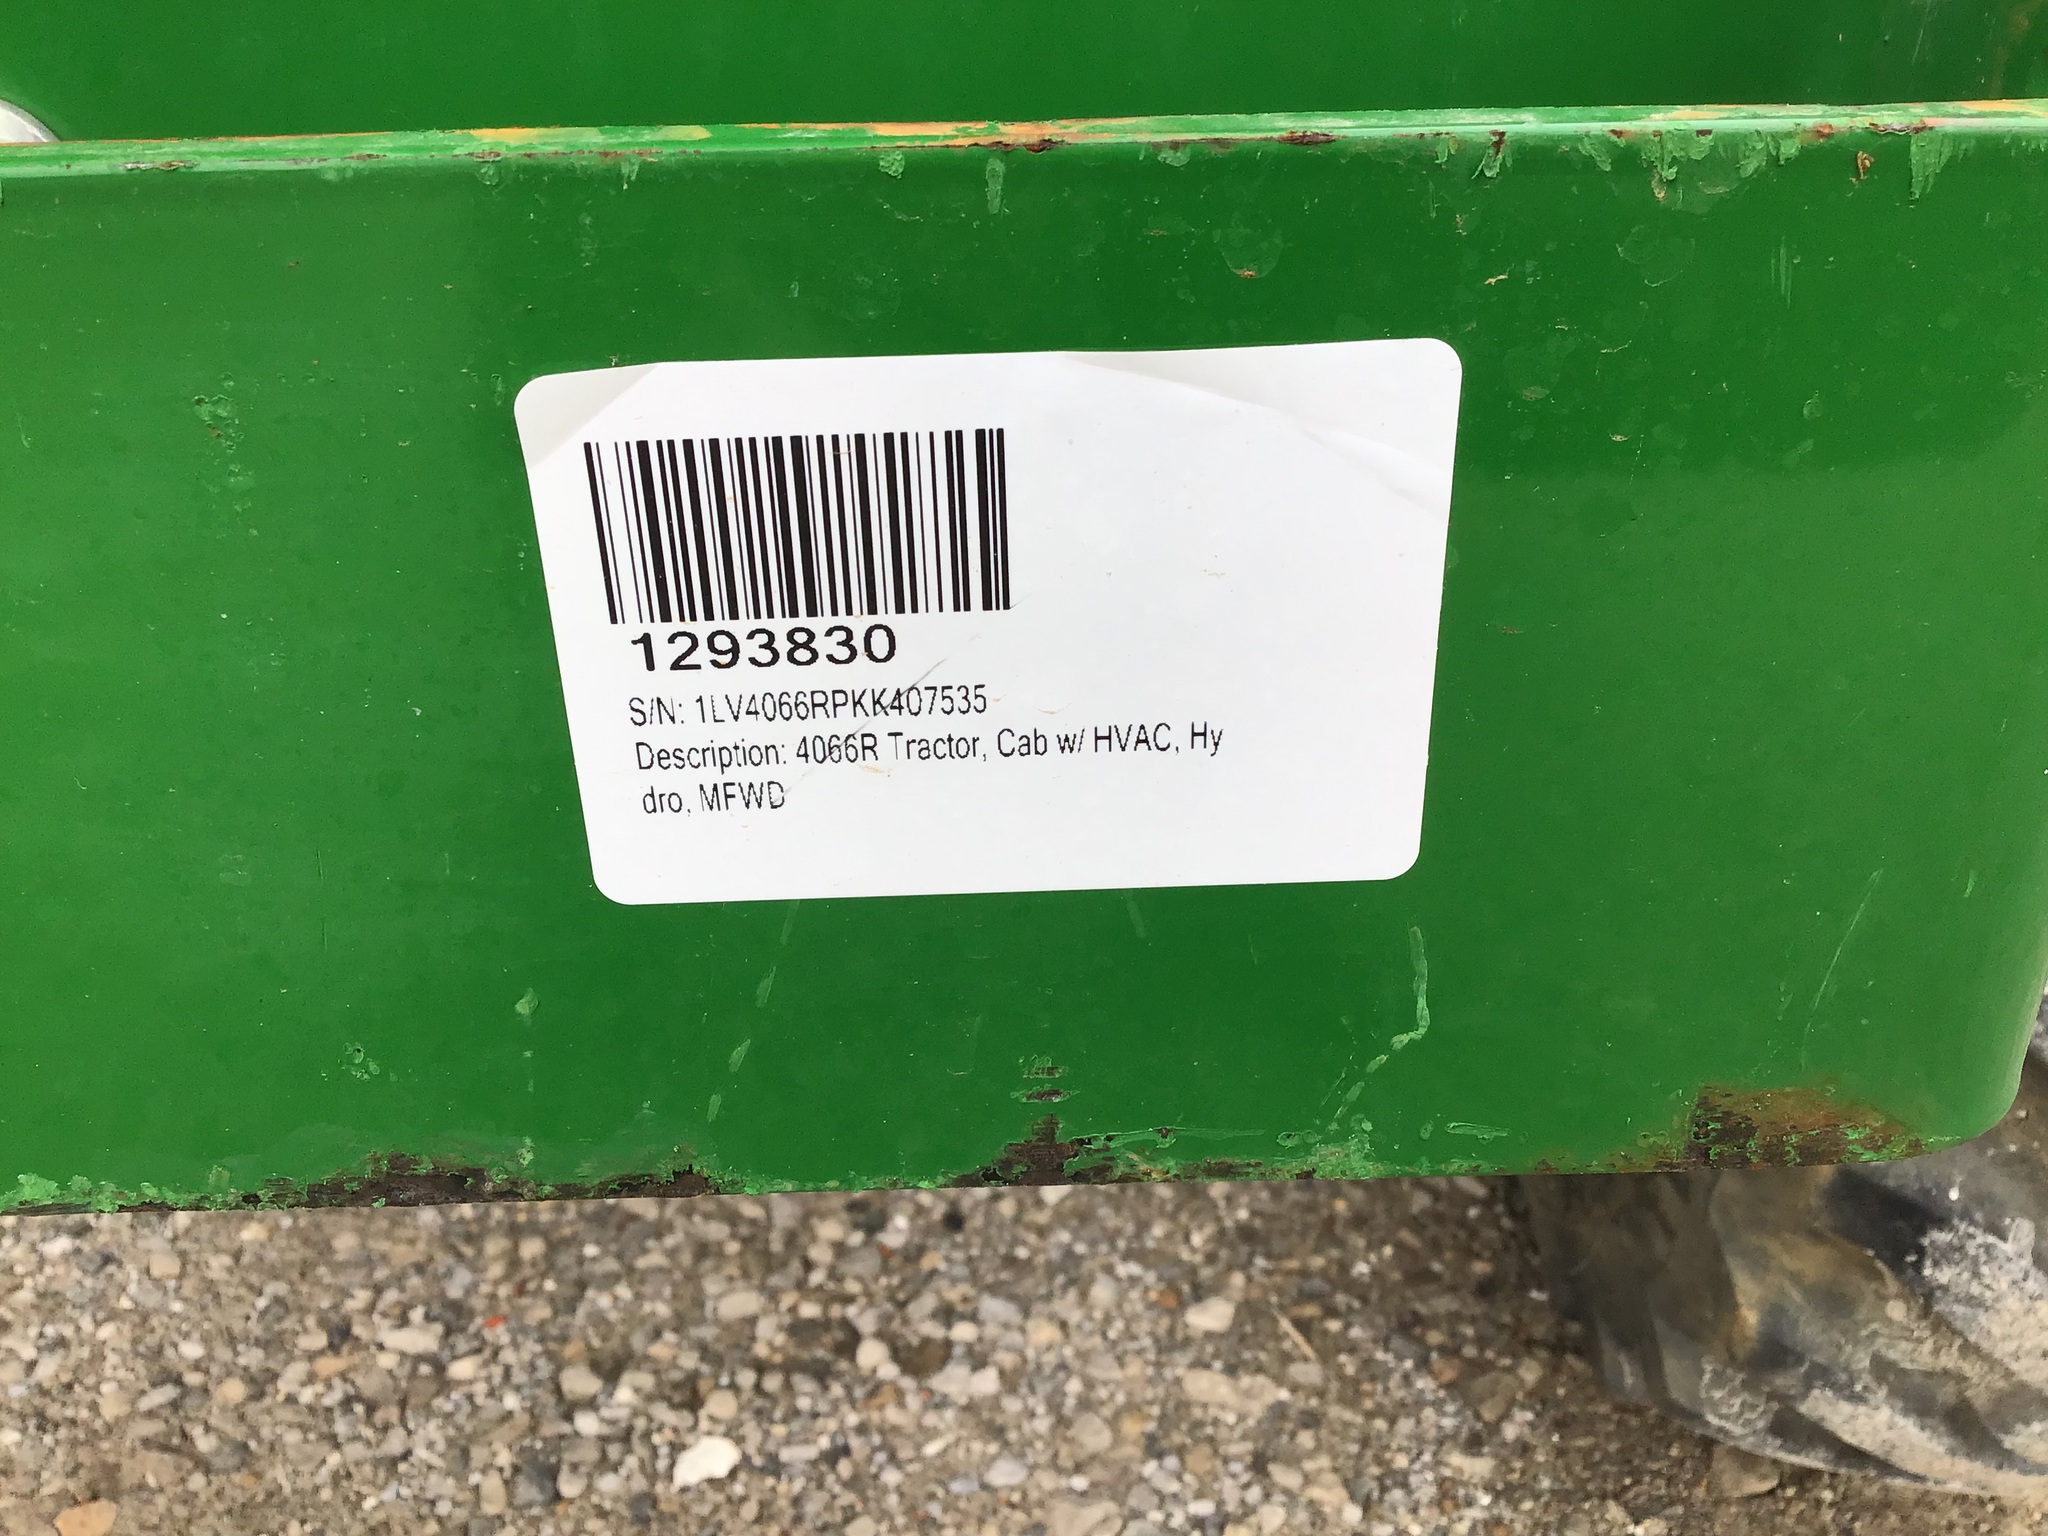 1293830
S/N: 1LV4066RPKK407535
Description: 4066R Tractor, Cab w/ HVAC, Hy
dro, MFWD